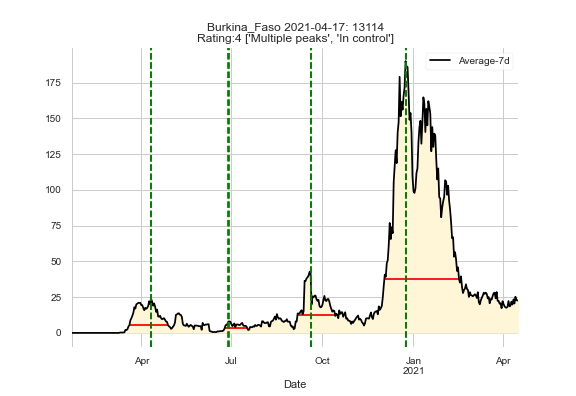 Burkina_Faso 2021-04-17: 13114
Rating:4 ['Multiple peaks', 'In control']
Average-7d
175
150
125
100
75
50
25
0
Apr
Jul
Oct
Jan
2021
Apr
Date